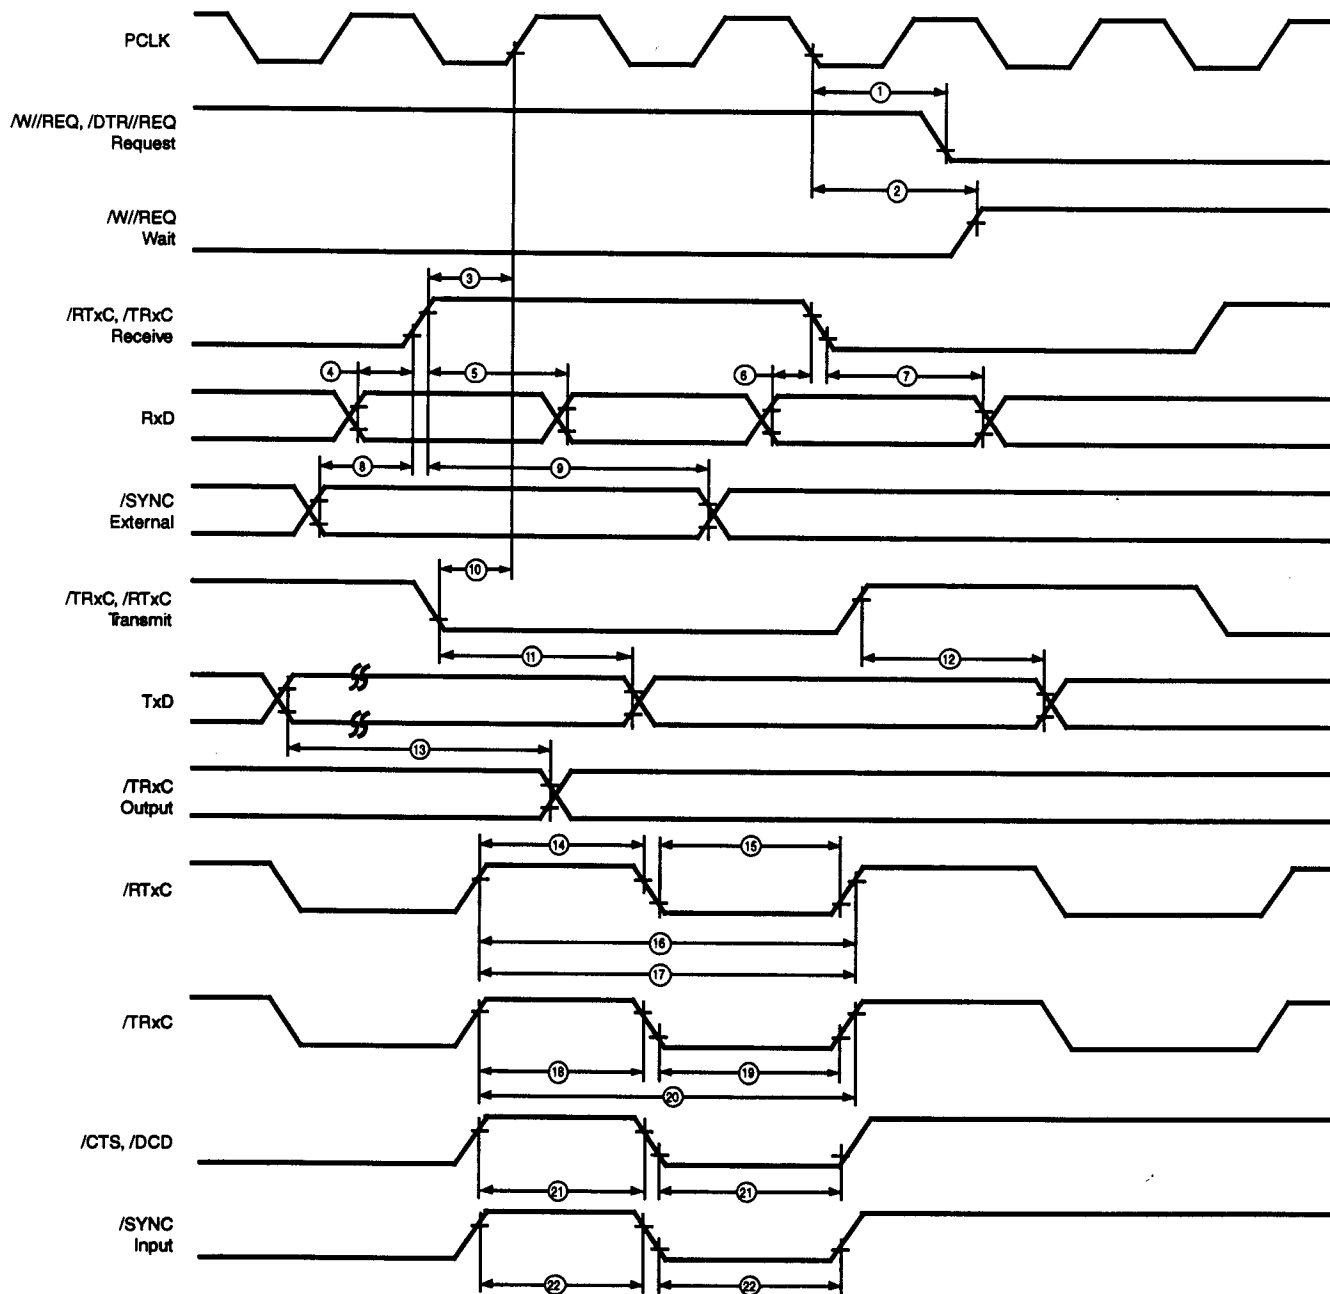 PCLK
1
/W//REQ, /DTR//REQ
Request
2
/W//REQ
Wait
3
/RTxC, /TRxC
Receive
4
5
6
7
RxD
8
9
/SYNC
External
10
/TRxC, /RTxC
Transmit
11
12
TxD
13
/TRxC
Output
14
15
/RTxC
16
17
/TRxC
18
19
20
/CTS, /DCD
21
21
/SYNC
Input
22
22